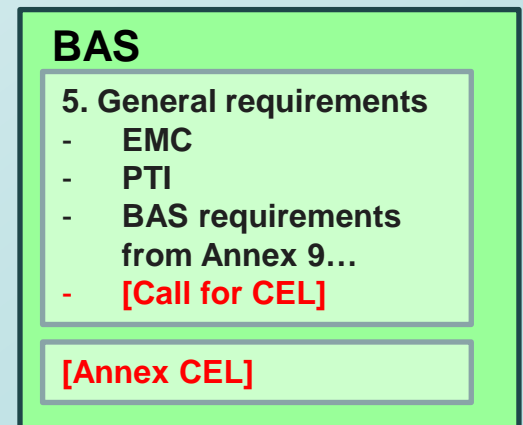 BAS
5. General requirements
- EMC
- PTI
- BAS requirements
from Annex 9…
- [Call for CEL]
[Annex CEL]